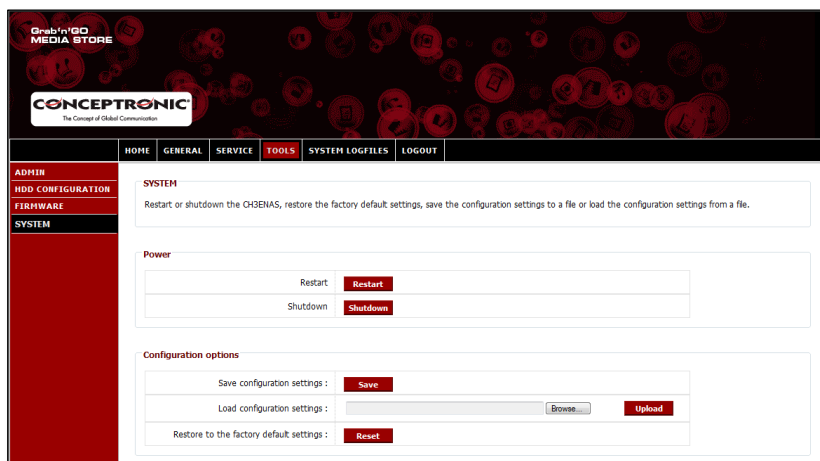 Grab'n'GO
MEDIA STORE
CONCEPTRONIC
The Concept of Global Communication
HOME GENERAL SERVICE TOOLS SYSTEM LOGFILES LOGOUT
ADMIN
HDD CONFIGURATION
FIRMWARE
SYSTEM
SYSTEM
Restart or shutdown the CH3ENAS, restore the factory default settings, save the configuration settings to a file or load the configuration settings from a file.
Power
Restart Restart
Shutdown Shutdown
Configuration options
Save configuration settings : Save
Load configuration settings : Browse... Upload
Restore to the factory default settings : Reset